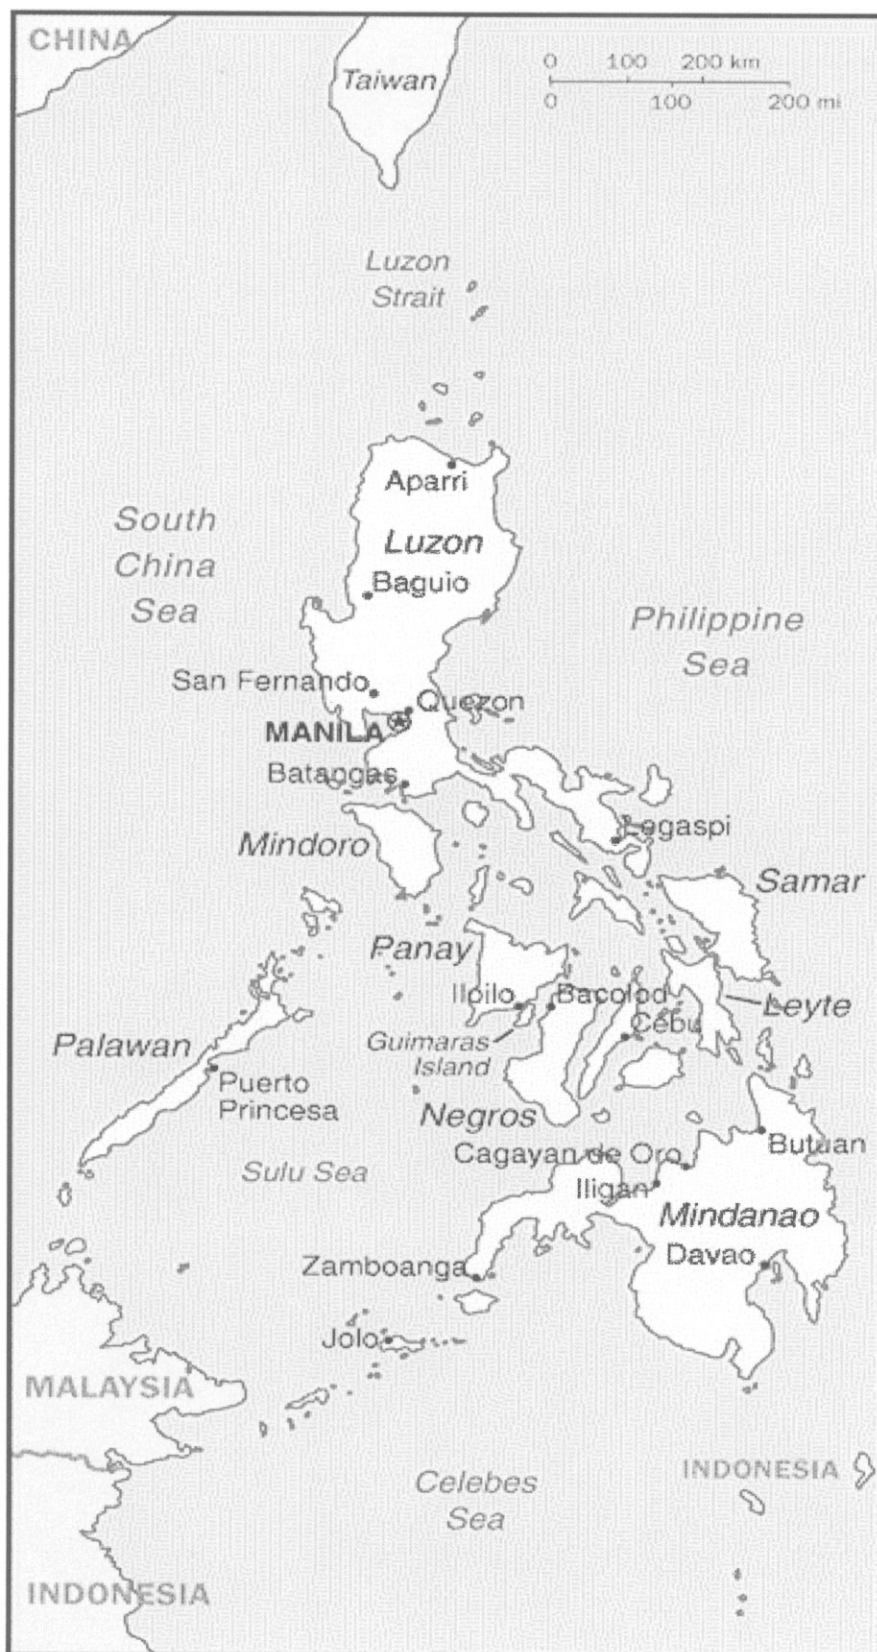 CHINA
Taiwan
0 100 200 km
0 100 200 mi
Luzon
Strait
Aparri
South
China
Sea
Luzon
Baguio
Philippine
Sea
San Fernando
Quezon
MANILA
Batangas
Legaspi
Mindoro
Samar
Panay
Iloilo
Bacolod
Leyte
Cebu
Guimaras
Island
Palawan
Puerto
Princesa
Negros
Butuan
Cagayan de Oro
Sulu Sea
Iligan
Mindanao
Davao
Zamboanga
Jolo
MALAYSIA
Celebes
Sea
INDONESIA
INDONESIA